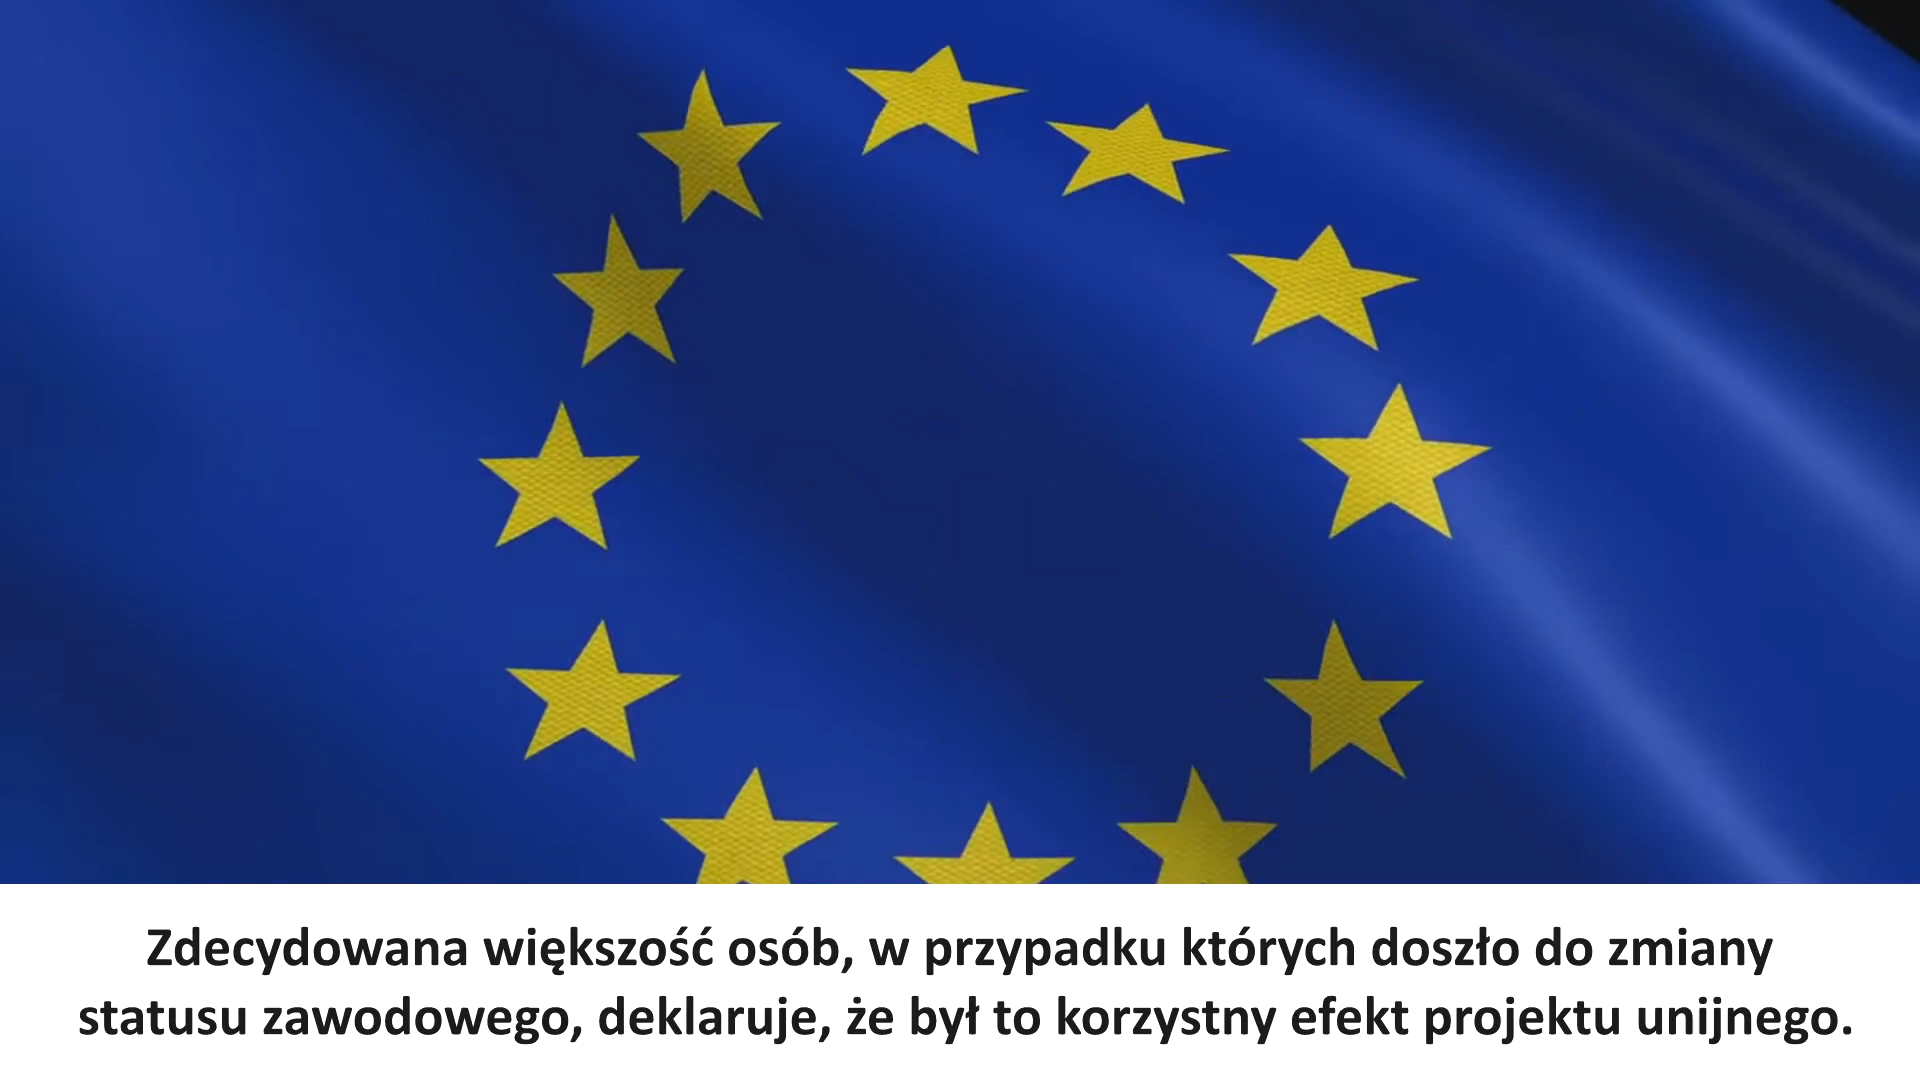 Zdecydowana większość osób, w przypadku których doszło do zmiany
statusu zawodowego, deklaruje, że był to korzystny efekt projektu unijnego.